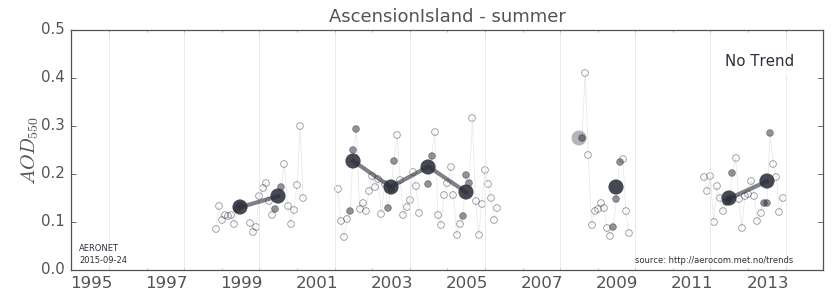 AscensionIsland - summer
0.5
0.4
0.3
0.2
0.1
0.0
AOD550
No Trend
AERONET
2015-09-24
source: http://aerocom.met.no/trends
1995 1997 1999 2001 2003 2005 2007 2009 2011 2013